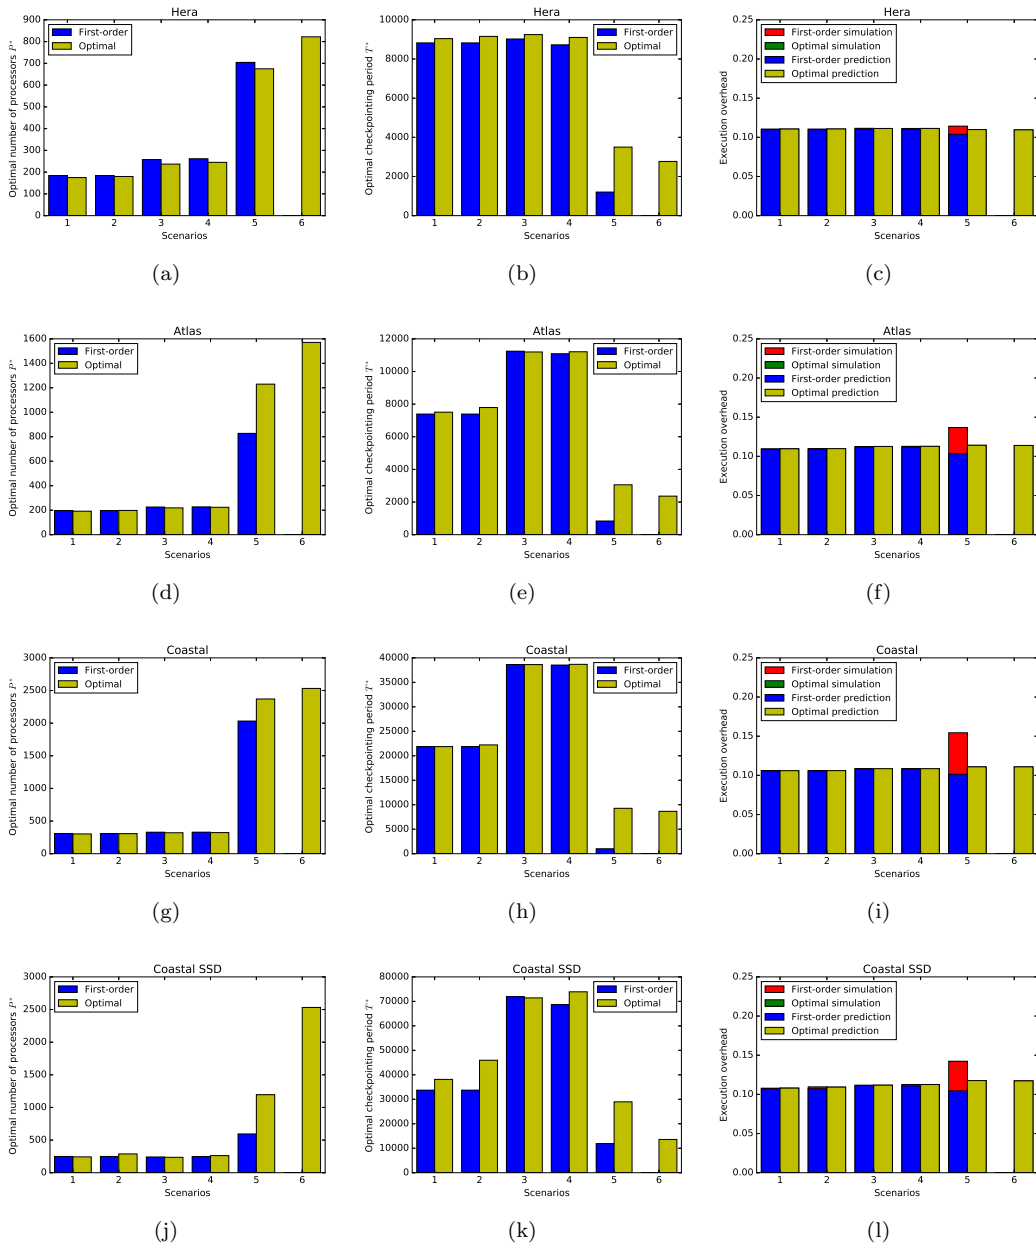 Hera
900
800
700
600
500
400
300
200
100
0
Optimal number of processors P*
First-order
Optimal
1 2 3 4 5 6
Scenarios
(a)
Hera
10000
8000
6000
4000
2000
0
Optimal checkpointing period T*
First-order
Optimal
1 2 3 4 5 6
Scenarios
(b)
Hera
0.25
0.20
0.15
0.10
0.05
0.00
Execution overhead
First-order simulation
Optimal simulation
First-order prediction
Optimal prediction
1 2 3 4 5 6
Scenarios
(c)
Atlas
1600
1400
1200
1000
800
600
400
200
0
Optimal number of processors P*
First-order
Optimal
1 2 3 4 5 6
Scenarios
(d)
Atlas
12000
10000
8000
6000
4000
2000
0
Optimal checkpointing period T*
First-order
Optimal
1 2 3 4 5 6
Scenarios
(e)
Atlas
0.25
0.20
0.15
0.10
0.05
0.00
Execution overhead
First-order simulation
Optimal simulation
First-order prediction
Optimal prediction
1 2 3 4 5 6
Scenarios
(f)
Coastal
3000
2500
2000
1500
1000
500
0
Optimal number of processors P*
First-order
Optimal
1 2 3 4 5 6
Scenarios
(g)
Coastal
40000
35000
30000
25000
20000
15000
10000
5000
0
Optimal checkpointing period T*
First-order
Optimal
1 2 3 4 5 6
Scenarios
(h)
Coastal
0.25
0.20
0.15
0.10
0.05
0.00
Execution overhead
First-order simulation
Optimal simulation
First-order prediction
Optimal prediction
1 2 3 4 5 6
Scenarios
(i)
Coastal SSD
3000
2500
2000
1500
1000
500
0
Optimal number of processors P*
First-order
Optimal
1 2 3 4 5 6
Scenarios
(j)
Coastal SSD
80000
70000
60000
50000
40000
30000
20000
10000
0
Optimal checkpointing period T*
First-order
Optimal
1 2 3 4 5 6
Scenarios
(k)
Coastal SSD
0.25
0.20
0.15
0.10
0.05
0.00
Execution overhead
First-order simulation
Optimal simulation
First-order prediction
Optimal prediction
1 2 3 4 5 6
Scenarios
(l)